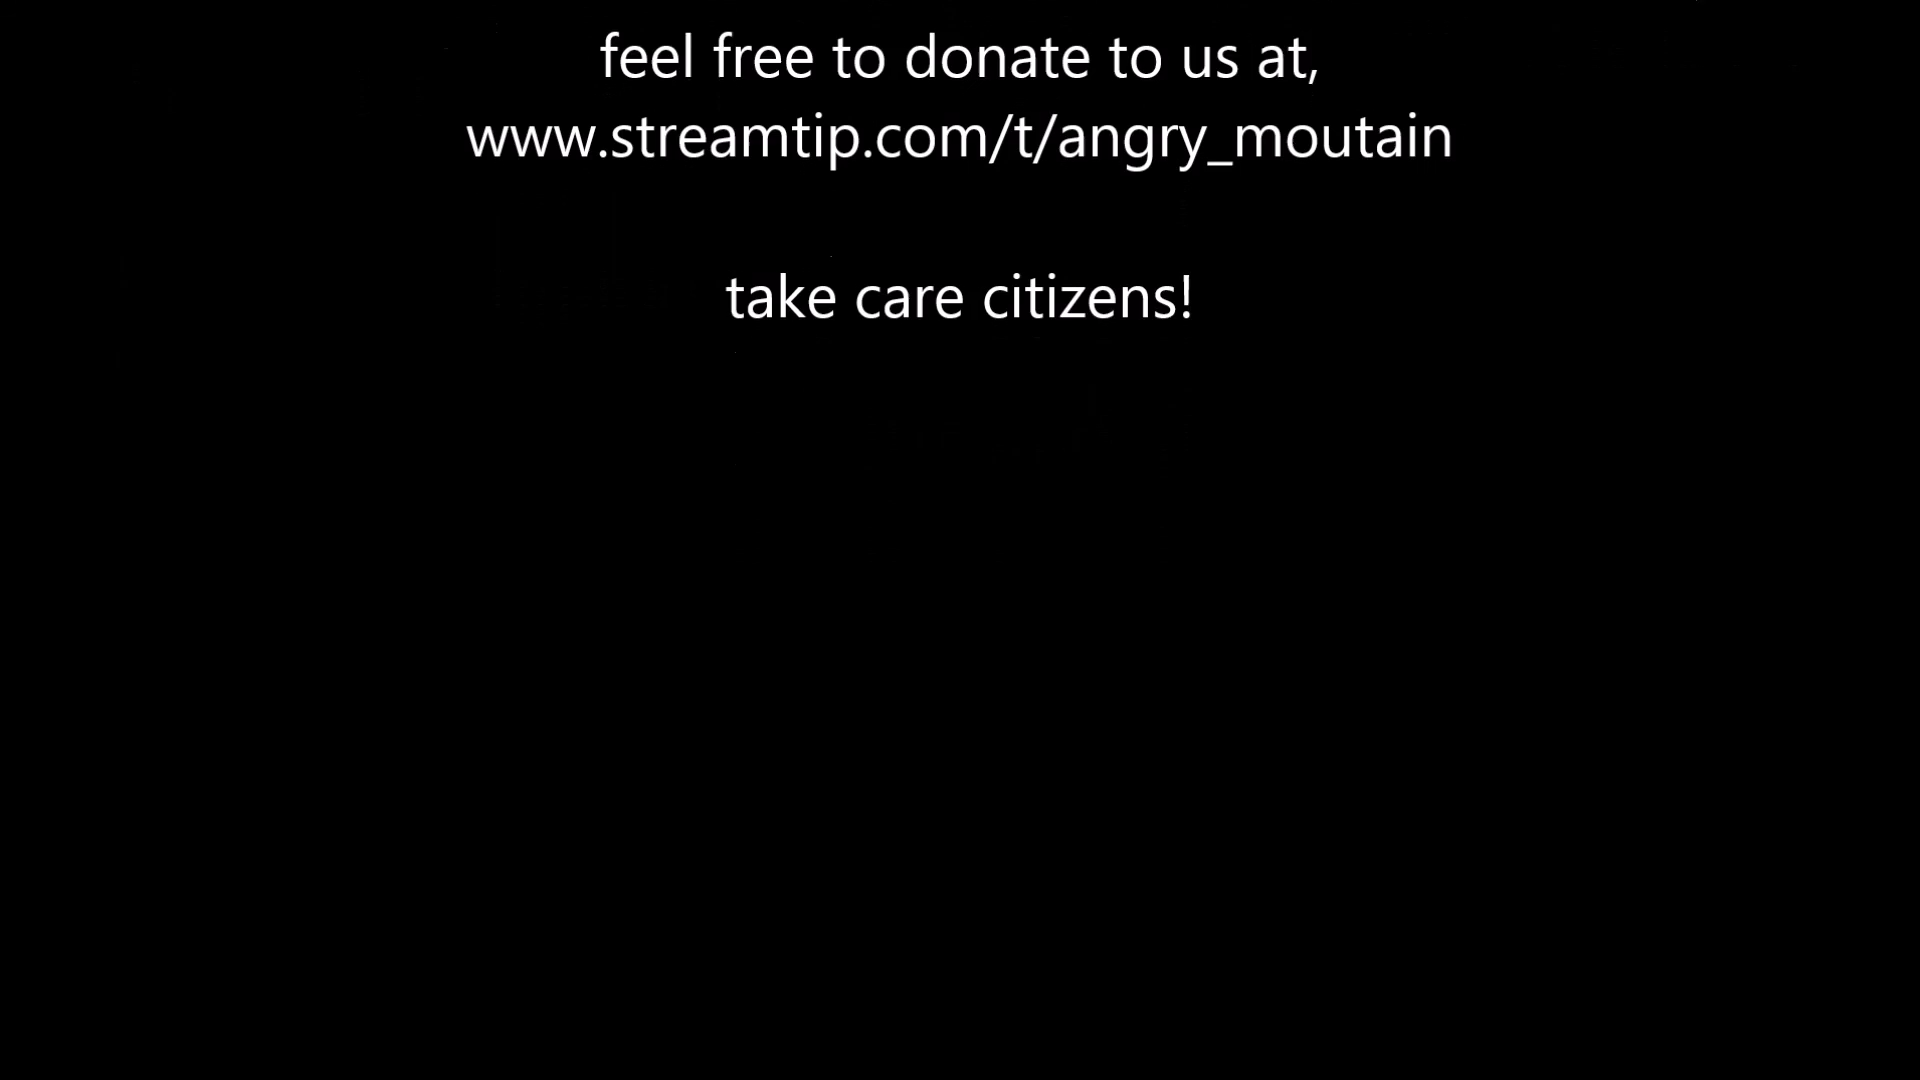 feel free to donate to us at,
www.streamtip.com/t/angry_moutain
take care citizens!